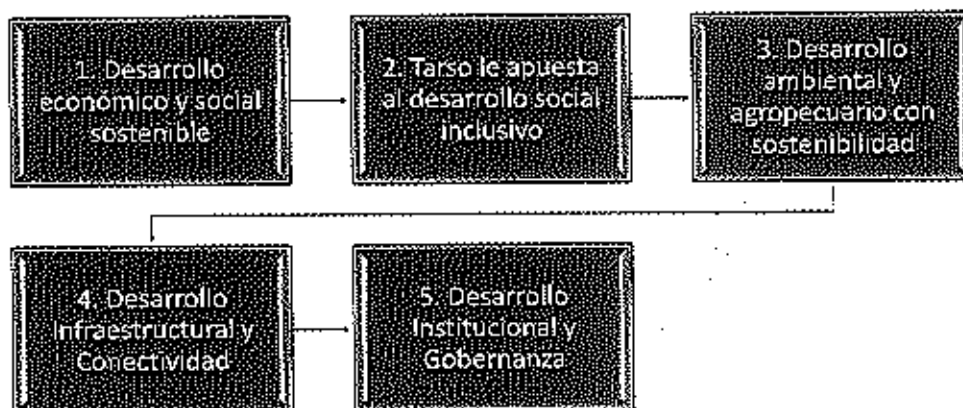 1. Desarrollo
económico y social
sostenible
2. Tarso le apuesta
al desarrollo social
inclusivo
3. Desarrollo
ambiental y
agropecuario con
sostenibilidad
4. Desarrollo
Infraestructural y
Conectividad
5. Desarrollo
Institucional y
Gobernanza